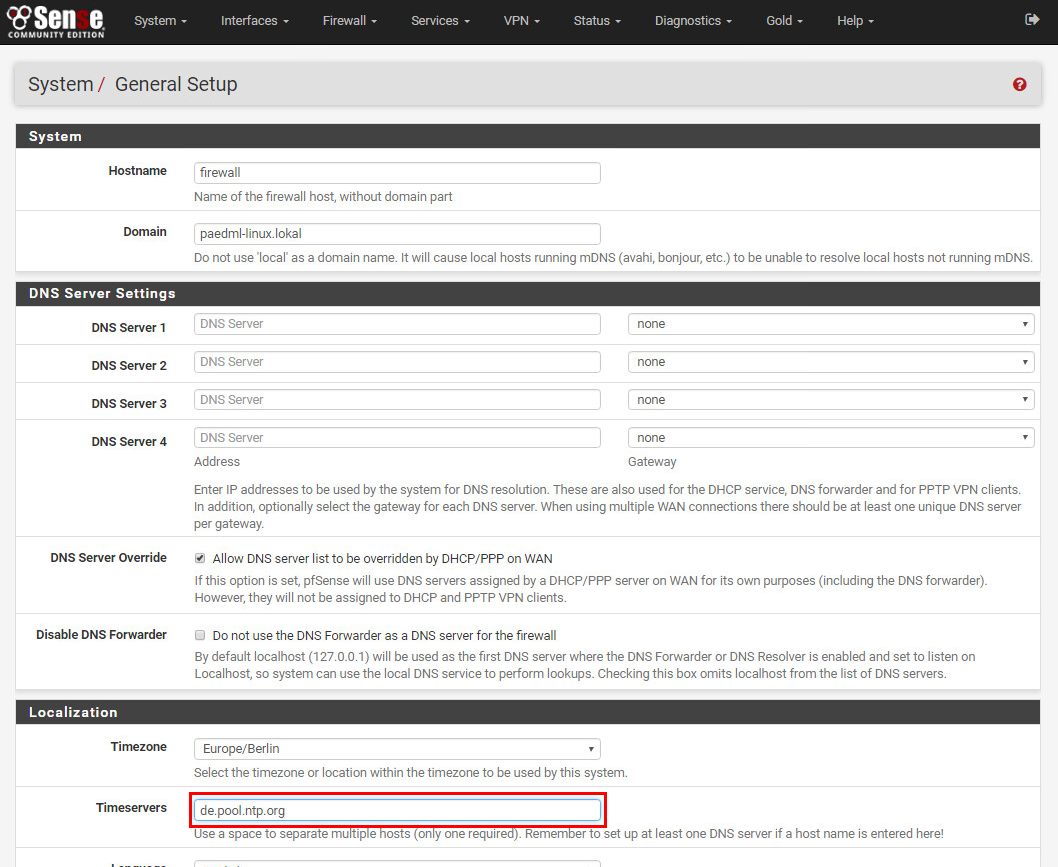 Sense
COMMUNITY EDITION
System Interfaces Firewall Services VPN Status Diagnostics Gold Help
System / General Setup
System
Hostname firewall
Name of the firewall host, without domain part
Domain paedml-linux.lokal
Do not use 'local' as a domain name. It will cause local hosts running mDNS (avahi, bonjour, etc.) to be unable to resolve local hosts not running mDNS.
DNS Server Settings
DNS Server 1 DNS Server none
DNS Server 2 DNS Server none
DNS Server 3 DNS Server none
DNS Server 4 DNS Server none
Address Gateway
Enter IP addresses to be used by the system for DNS resolution. These are also used for the DHCP service, DNS forwarder and for PPTP VPN clients.
In addition, optionally select the gateway for each DNS server. When using multiple WAN connections there should be at least one unique DNS server
per gateway.
DNS Server Override Allow DNS server list to be overridden by DHCP/PPP on WAN
If this option is set, pfSense will use DNS servers assigned by a DHCP/PPP server on WAN for its own purposes (including the DNS forwarder).
However, they will not be assigned to DHCP and PPTP VPN clients.
Disable DNS Forwarder Do not use the DNS Forwarder as a DNS server for the firewall
By default localhost (127.0.0.1) will be used as the first DNS server where the DNS Forwarder or DNS Resolver is enabled and set to listen on
Localhost, so system can use the local DNS service to perform lookups. Checking this box omits localhost from the list of DNS servers.
Localization
Timezone Europe/Berlin
Select the timezone or location within the timezone to be used by this system.
Timeservers de.pool.ntp.org
Use a space to separate multiple hosts (only one required). Remember to set up at least one DNS server if a host name is entered here!